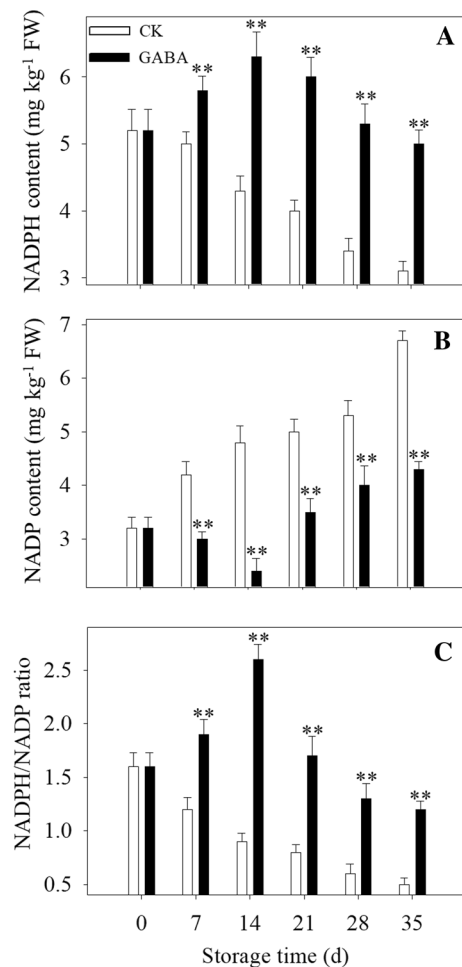 CK
GABA
A
NADPH content (mg kg-1 FW)
6
5
4
3
**
**
**
**
**
B
NADP content (mg kg-1 FW)
7
6
5
4
3
**
**
**
**
**
C
NADPH/NADP ratio
2.5
2.0
1.5
1.0
0.5
**
**
**
**
**
0 7 14 21 28 35
Storage time (d)